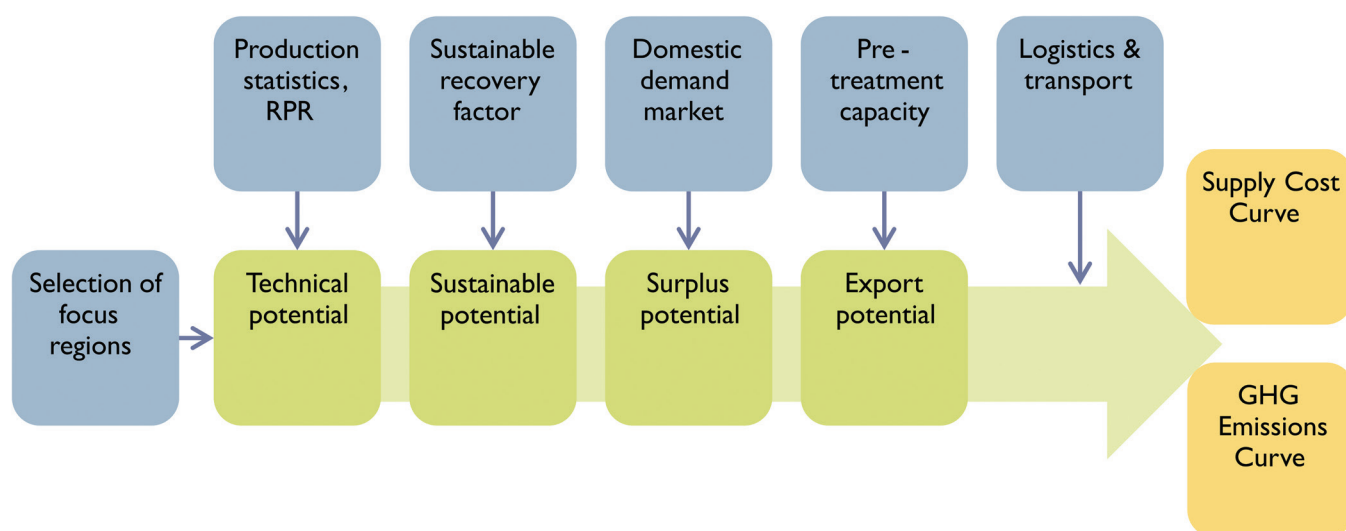 Production
statistics,
RPR
Sustainable
recovery
factor
Domestic
demand
market
Pre -
treatment
capacity
Logistics &
transport
Supply Cost
Curve
Selection of
focus
regions
Technical
potential
Sustainable
potential
Surplus
potential
Export
potential
GHG
Emissions
Curve